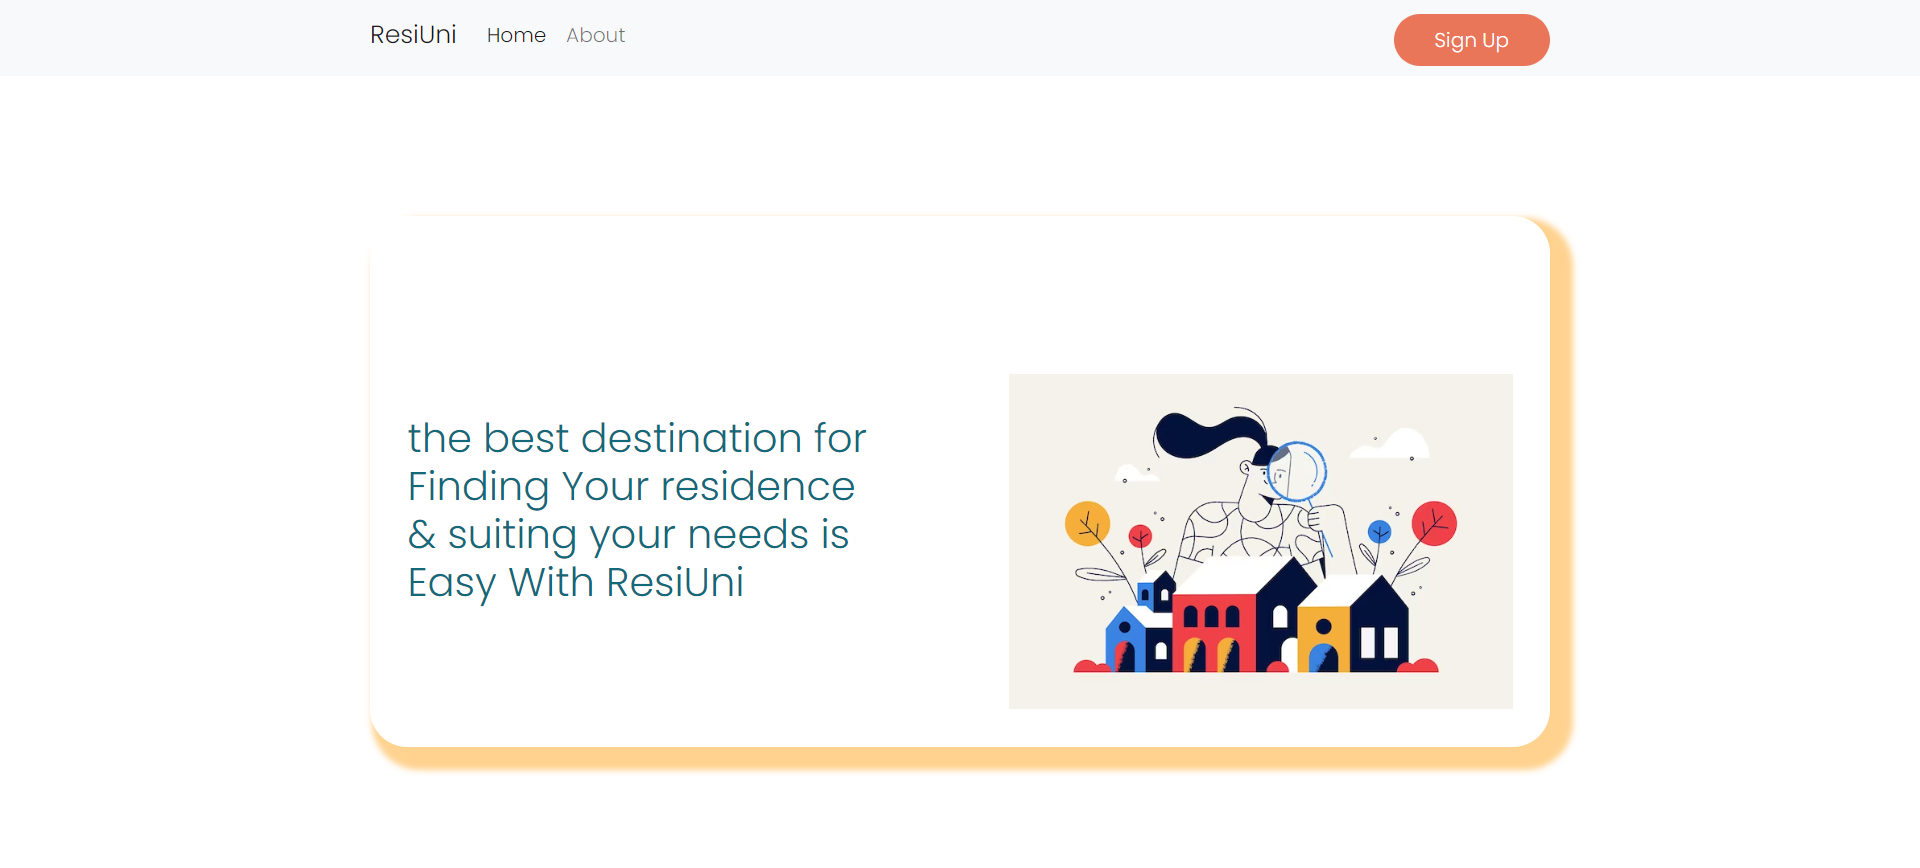 ResiUni Home About Sign Up
the best destination for
Finding Your residence
& suiting your needs is
Easy With ResiUni